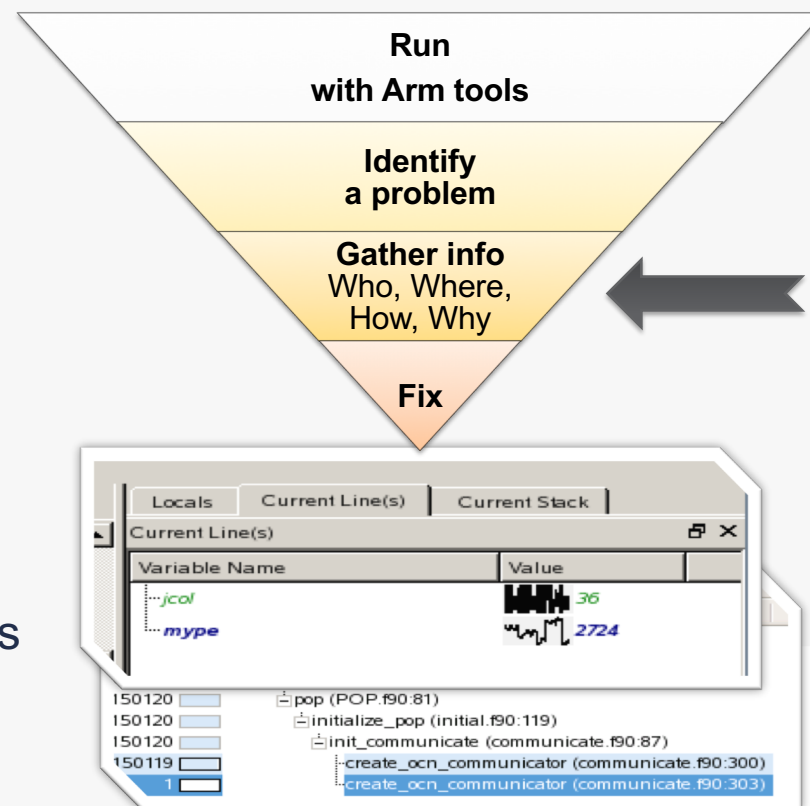 Run
with Arm tools
Identify
a problem
Gather info
Who, Where,
How, Why
Fix
Locals Current Line(s) Current Stack
Current Line(s)
Variable Name Value
jcol 36
mype 2724
s
150120 pop (POP.f90:81)
150120 initialize_pop (initial.f90:119)
150120 init_communicate (communicate.f90:87)
150119 create_ocn_communicator (communicate.f90:300)
1 create_ocn_communicator (communicate.f90:303)